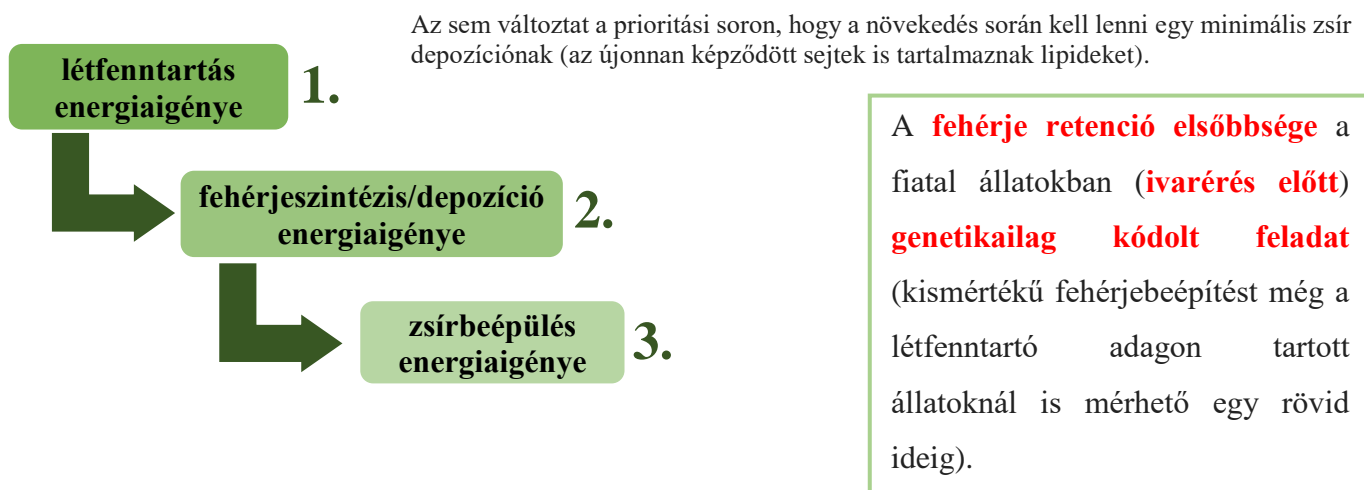 Az sem változtat a prioritási soron, hogy a növekedés során kell lenni egy minimális zsír
depozíciónak (az újonnan képződött sejtek is tartalmaznak lipideket).
létfenntartás
energiaigénye
1.
fehérjeszintézis/depozíció
energiaigénye
2.
zsírbeépülés
energiaigénye
3.
A fehérje retenció elsőbbsége a
fiatal állatokban (ivarérés előtt)
genetikailag kódolt feladat
(kismértékű fehérjebeépítést még a
létfenntartó adagon tartott
állatoknál is mérhető egy rövid
ideig).